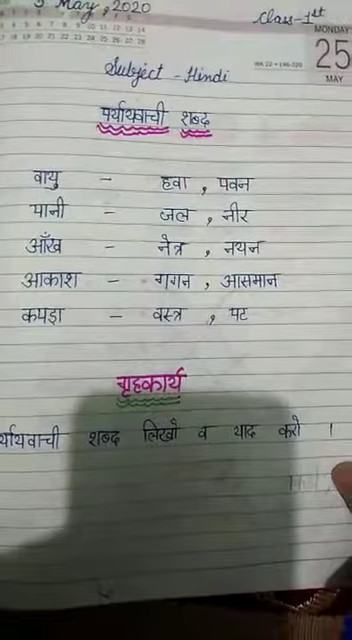 May, 2020
Class-1st
MONDAY
25
MAY
Subject - Hindi
पर्यायवाची शब्द
वायु - हवा , पवन
पानी - जल , नीर
आँख - नेत्र , नयन
आकाश - गगन , आसमान
कपड़ा - वस्त्र , पट
गृहकार्य
र्यायवाची शब्द लिखो व याद करो ।